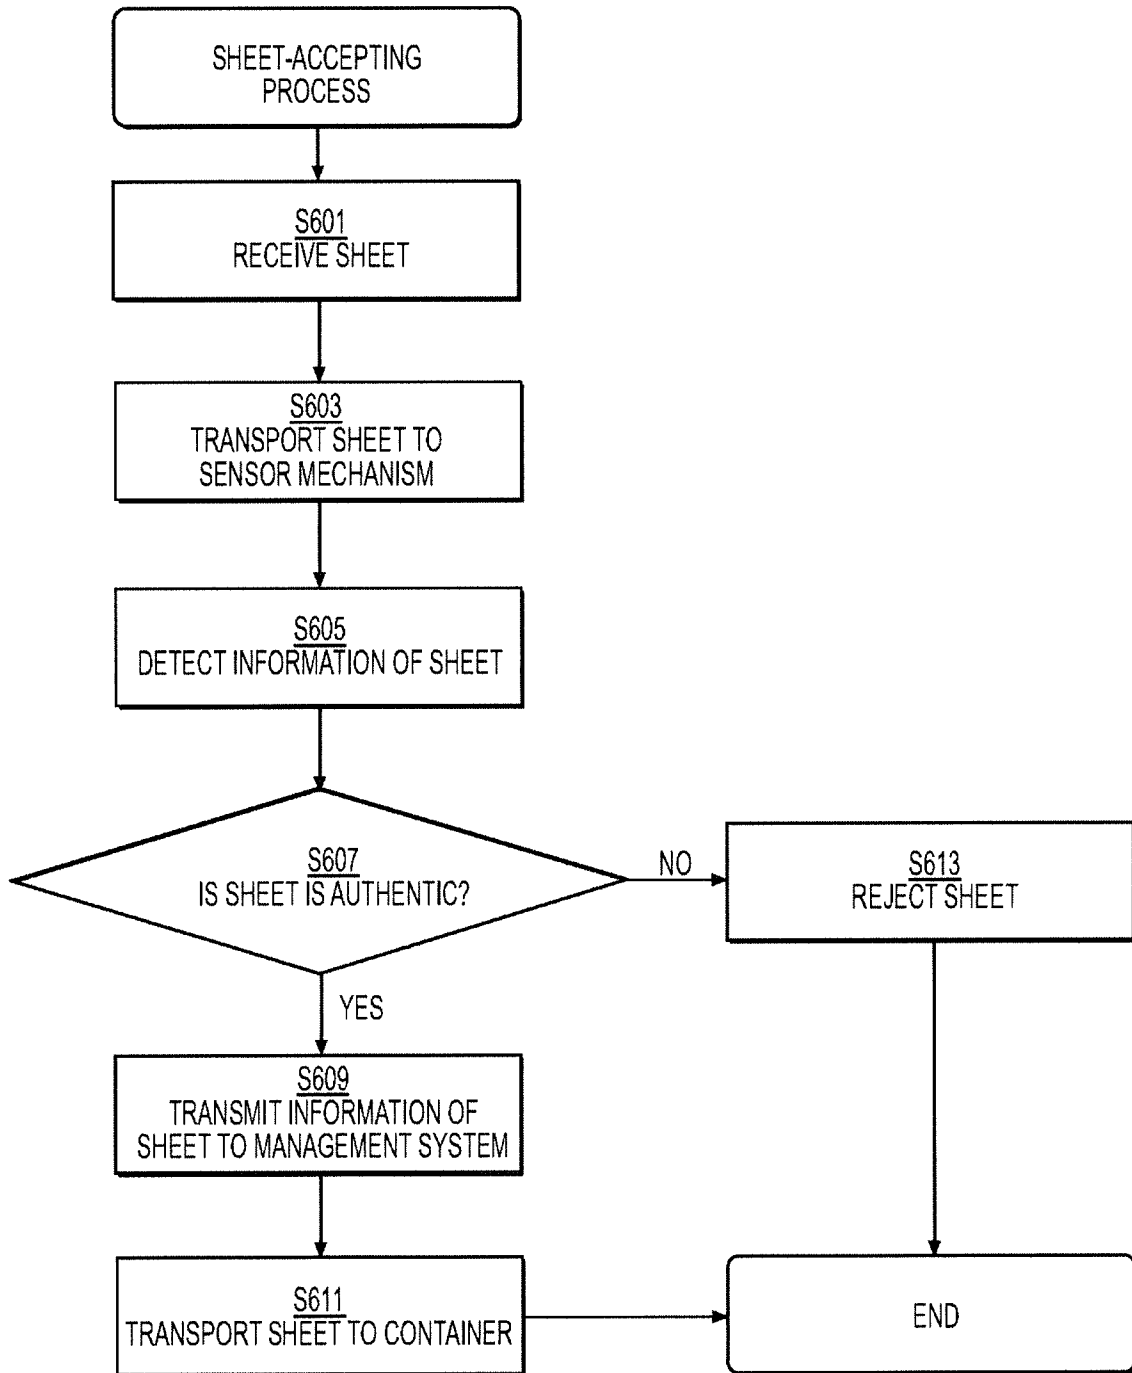 SHEET-ACCEPTING
PROCESS
S601
RECEIVE SHEET
S603
TRANSPORT SHEET TO
SENSOR MECHANISM
S605
DETECT INFORMATION OF SHEET
S607
IS SHEET IS AUTHENTIC?
NO
S613
REJECT SHEET
YES
S609
TRANSMIT INFORMATION OF
SHEET TO MANAGEMENT SYSTEM
S611
TRANSPORT SHEET TO CONTAINER
END